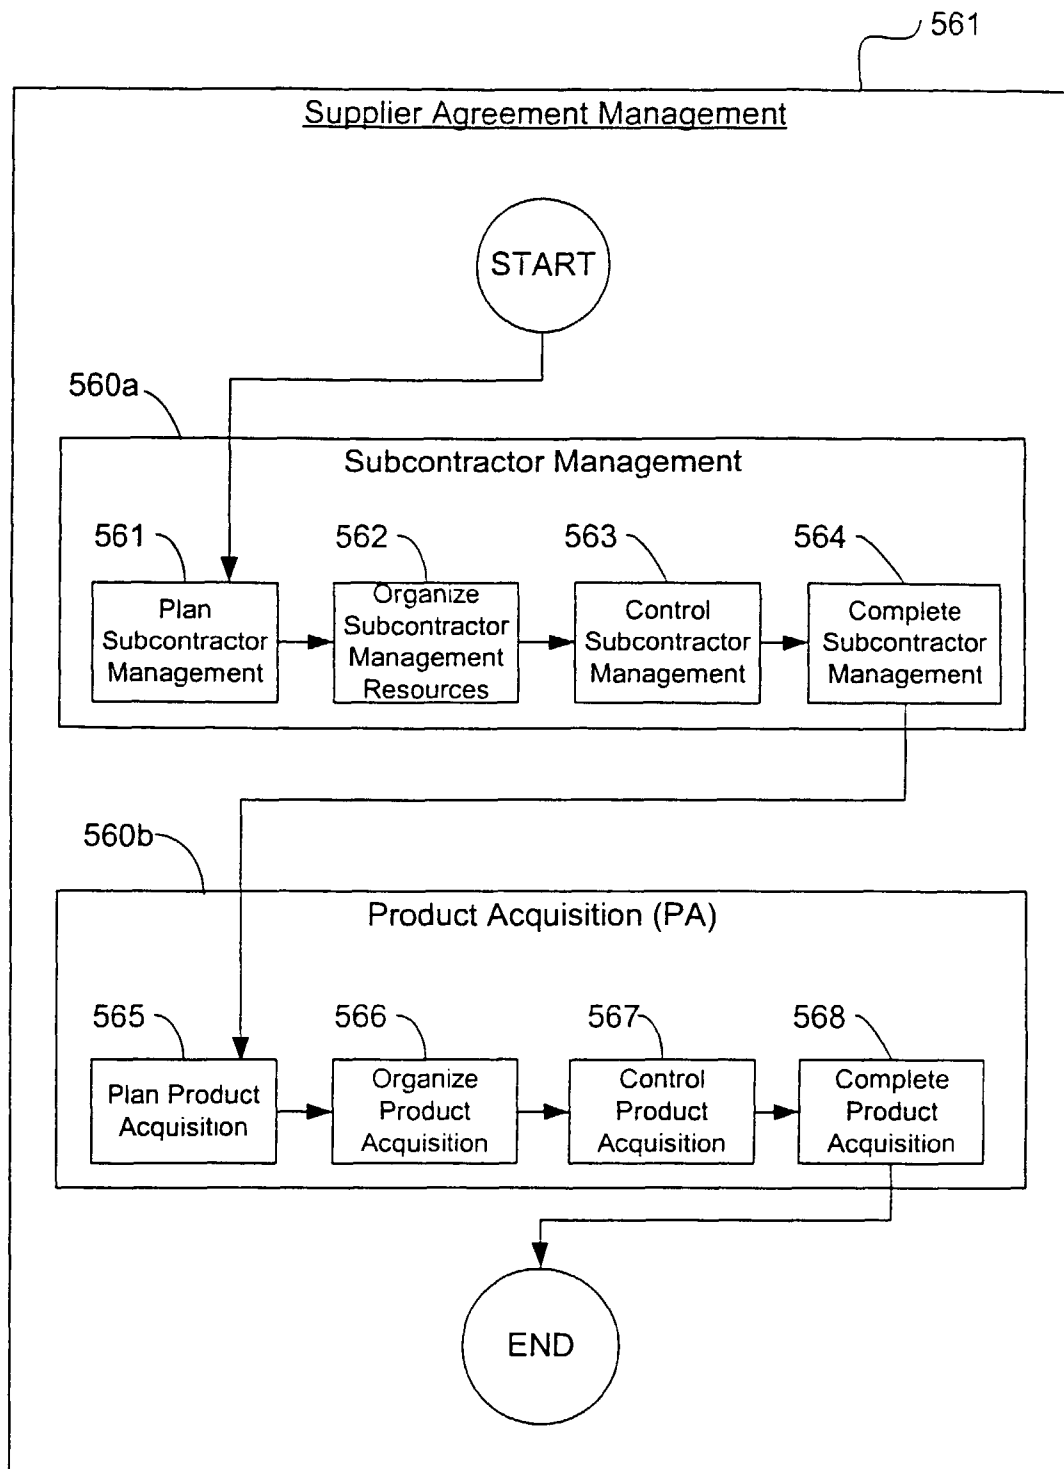 561
Supplier Agreement Management
START
560a
Subcontractor Management
561
562
563
564
Plan
Subcontractor
Management
Organize
Subcontractor
Management
Resources
Control
Subcontractor
Management
Complete
Subcontractor
Management
560b
Product Acquisition (PA)
565
566
567
568
Plan Product
Acquisition
Organize
Product
Acquisition
Control
Product
Acquisition
Complete
Product
Acquisition
END